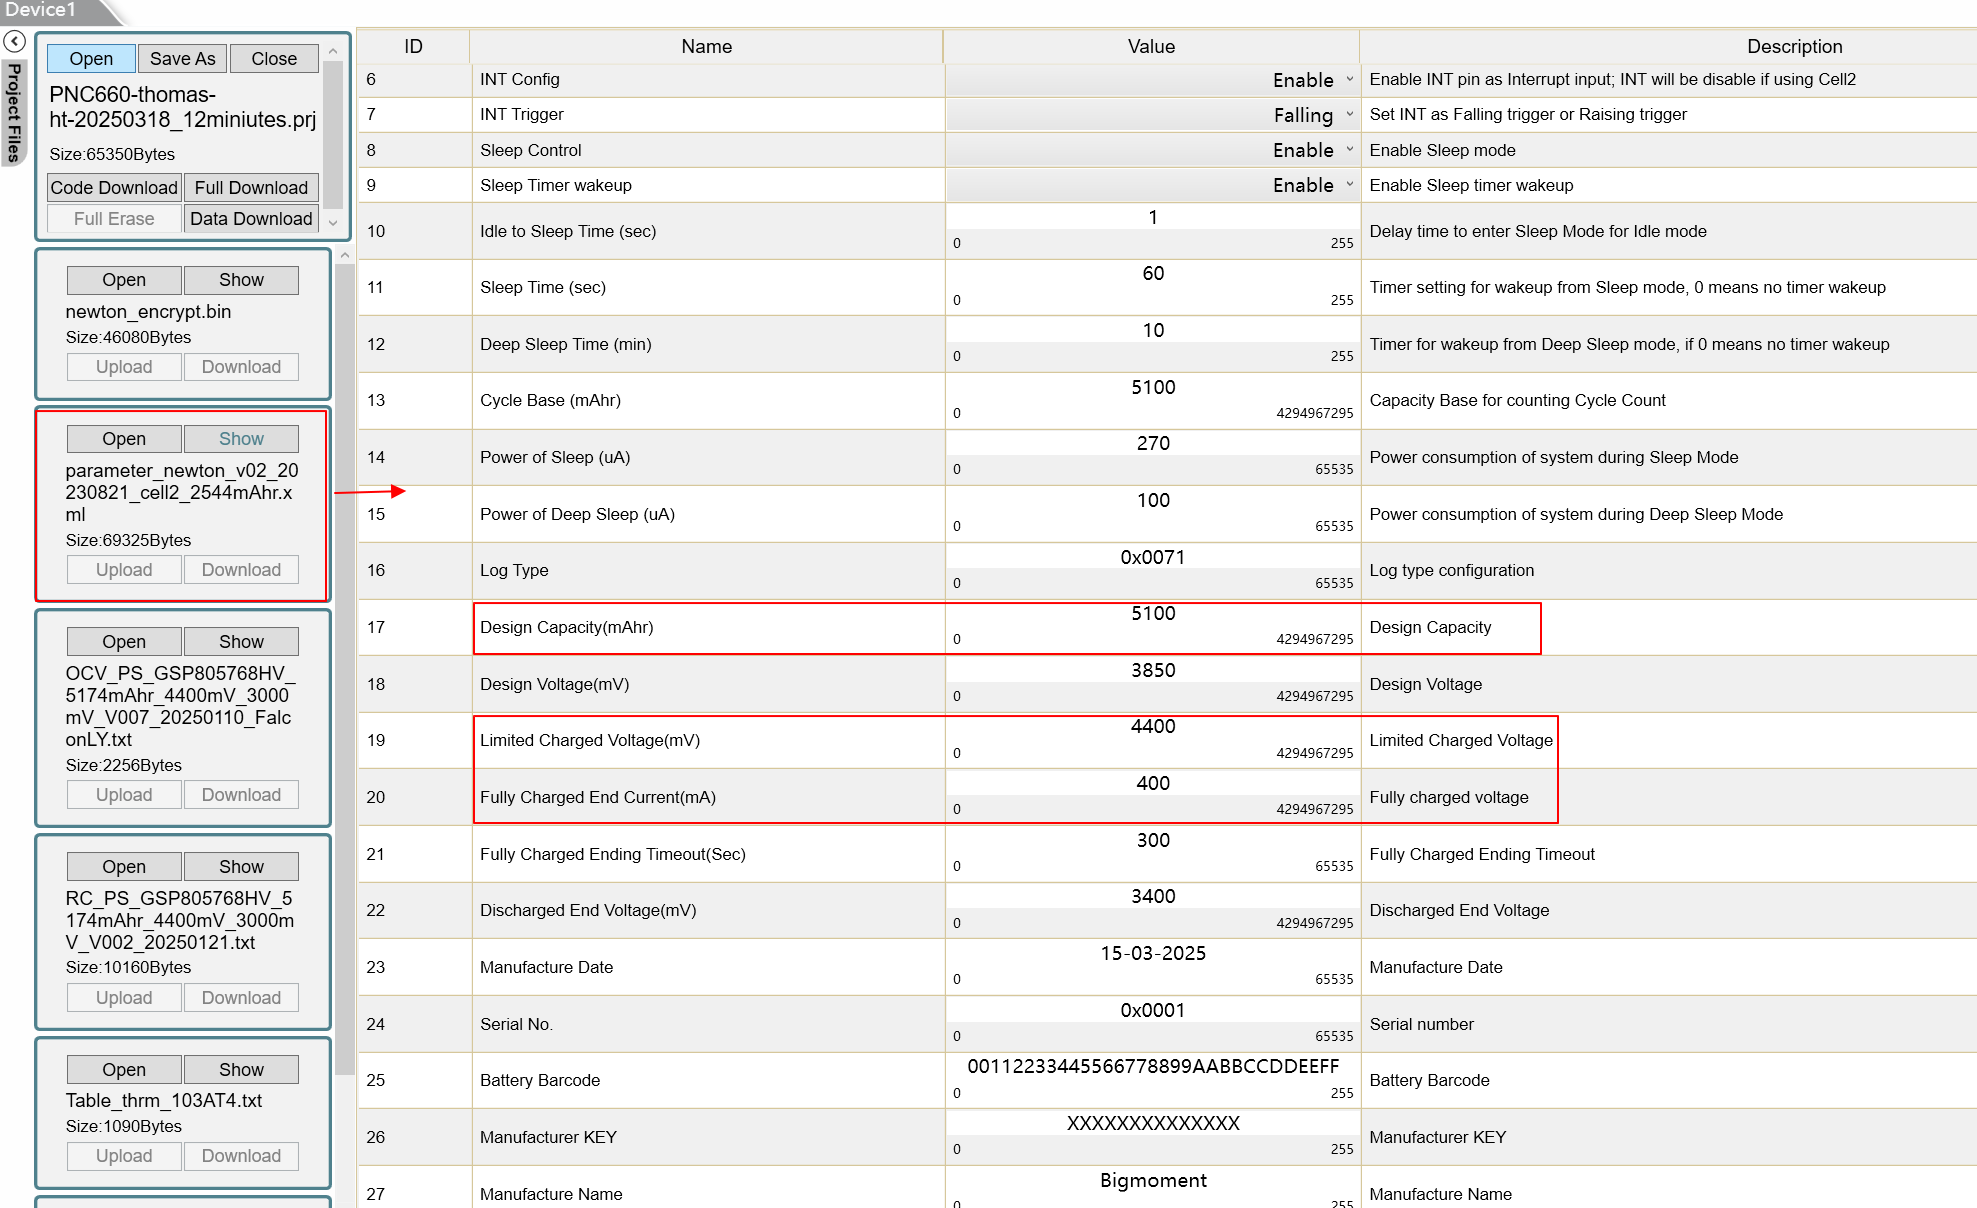 Device1
Project Files
Open Save As Close
PNC660-thomas-
ht-20250318_12miniutes.prj
Size:65350Bytes
Code Download Full Download
Full Erase Data Download
Open Show
newton_encrypt.bin
Size:46080Bytes
Upload Download
Open Show
parameter_newton_v02_20
230821_cell2_2544mAhr.x
ml
Size:69325Bytes
Upload Download
Open Show
OCV_PS_GSP805768HV_
5174mAhr_4400mV_3000
mV_V007_20250110_Falc
onLY.txt
Size:2256Bytes
Upload Download
Open Show
RC_PS_GSP805768HV_5
174mAhr_4400mV_3000m
V_V002_20250121.txt
Size:10160Bytes
Upload Download
Open Show
Table_thrm_103AT4.txt
Size:1090Bytes
Upload Download
ID Name Value Description
6 INT Config Enable Enable INT pin as Interrupt input; INT will be disable if using Cell2
7 INT Trigger Falling Set INT as Falling trigger or Raising trigger
8 Sleep Control Enable Enable Sleep mode
9 Sleep Timer wakeup Enable Enable Sleep timer wakeup
10 Idle to Sleep Time (sec) 1 0 255 Delay time to enter Sleep Mode for Idle mode
11 Sleep Time (sec) 60 0 255 Timer setting for wakeup from Sleep mode, 0 means no timer wakeup
12 Deep Sleep Time (min) 10 0 255 Timer for wakeup from Deep Sleep mode, if 0 means no timer wakeup
13 Cycle Base (mAhr) 5100 0 4294967295 Capacity Base for counting Cycle Count
14 Power of Sleep (uA) 270 0 65535 Power consumption of system during Sleep Mode
15 Power of Deep Sleep (uA) 100 0 65535 Power consumption of system during Deep Sleep Mode
16 Log Type 0x0071 0 65535 Log type configuration
17 Design Capacity(mAhr) 5100 0 4294967295 Design Capacity
18 Design Voltage(mV) 3850 0 4294967295 Design Voltage
19 Limited Charged Voltage(mV) 4400 0 4294967295 Limited Charged Voltage
20 Fully Charged End Current(mA) 400 0 4294967295 Fully charged voltage
21 Fully Charged Ending Timeout(Sec) 300 0 65535 Fully Charged Ending Timeout
22 Discharged End Voltage(mV) 3400 0 4294967295 Discharged End Voltage
23 Manufacture Date 15-03-2025 0 65535 Manufacture Date
24 Serial No. 0x0001 0 65535 Serial number
25 Battery Barcode 00112233445566778899AABBCCDDEEFF 0 255 Battery Barcode
26 Manufacturer KEY XXXXXXXXXXXXXX 0 255 Manufacturer KEY
27 Manufacture Name Bigmoment 0 255 Manufacture Name